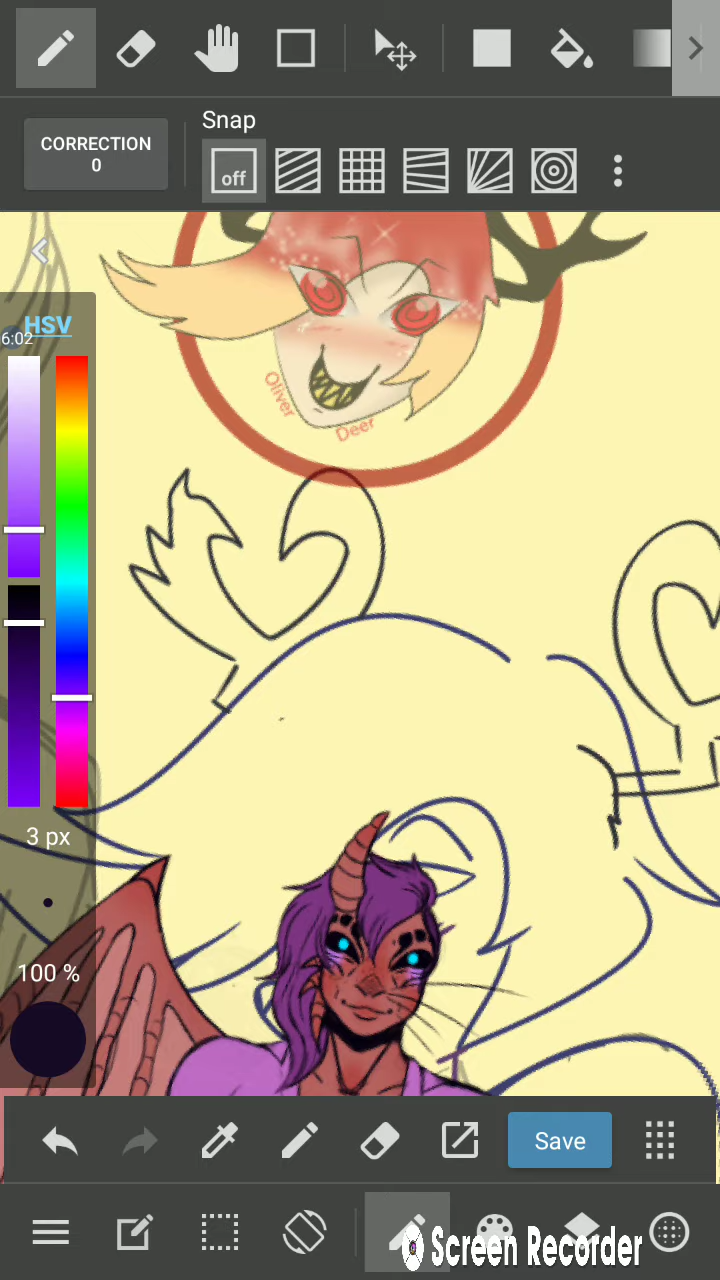 CORRECTION
0
Snap
off
HSV
6:02
Oliver
Deer
3 px
100 %
Save
Screen Recorder